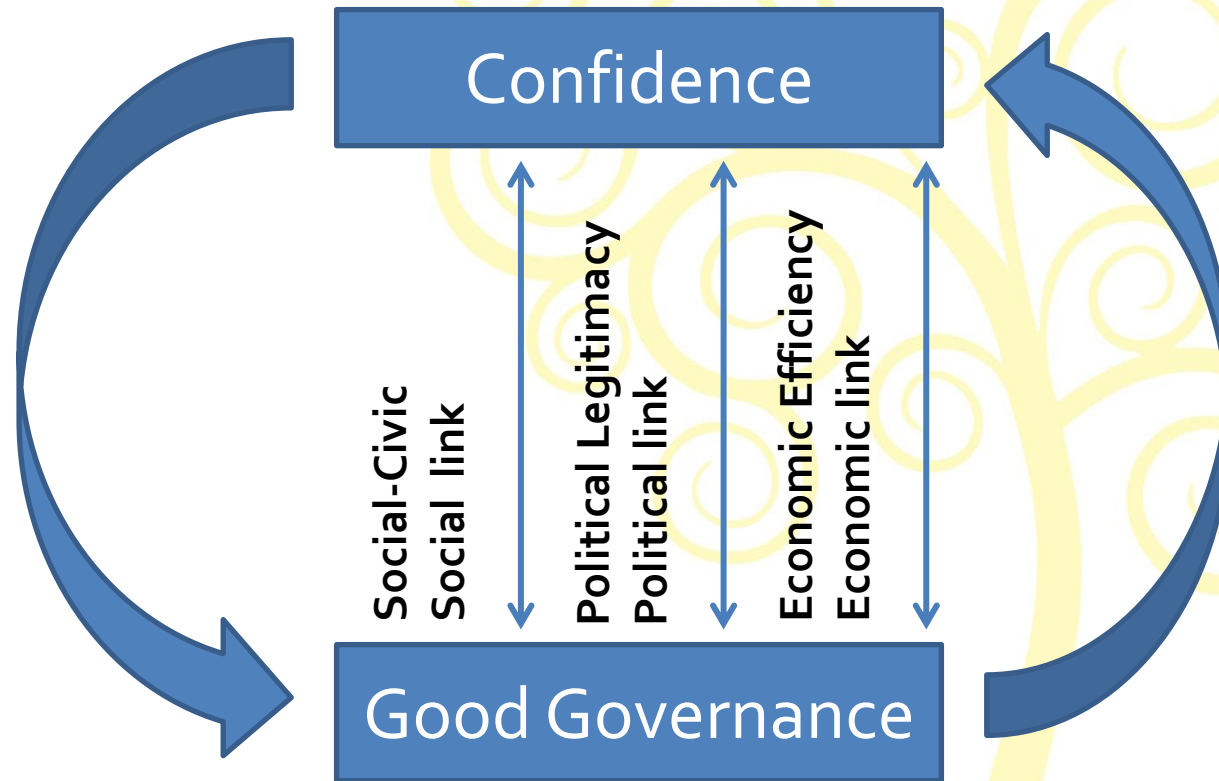 Confidence
Social-Civic
Social link
Political Legitimacy
Political link
Economic Efficiency
Economic link
Good Governance